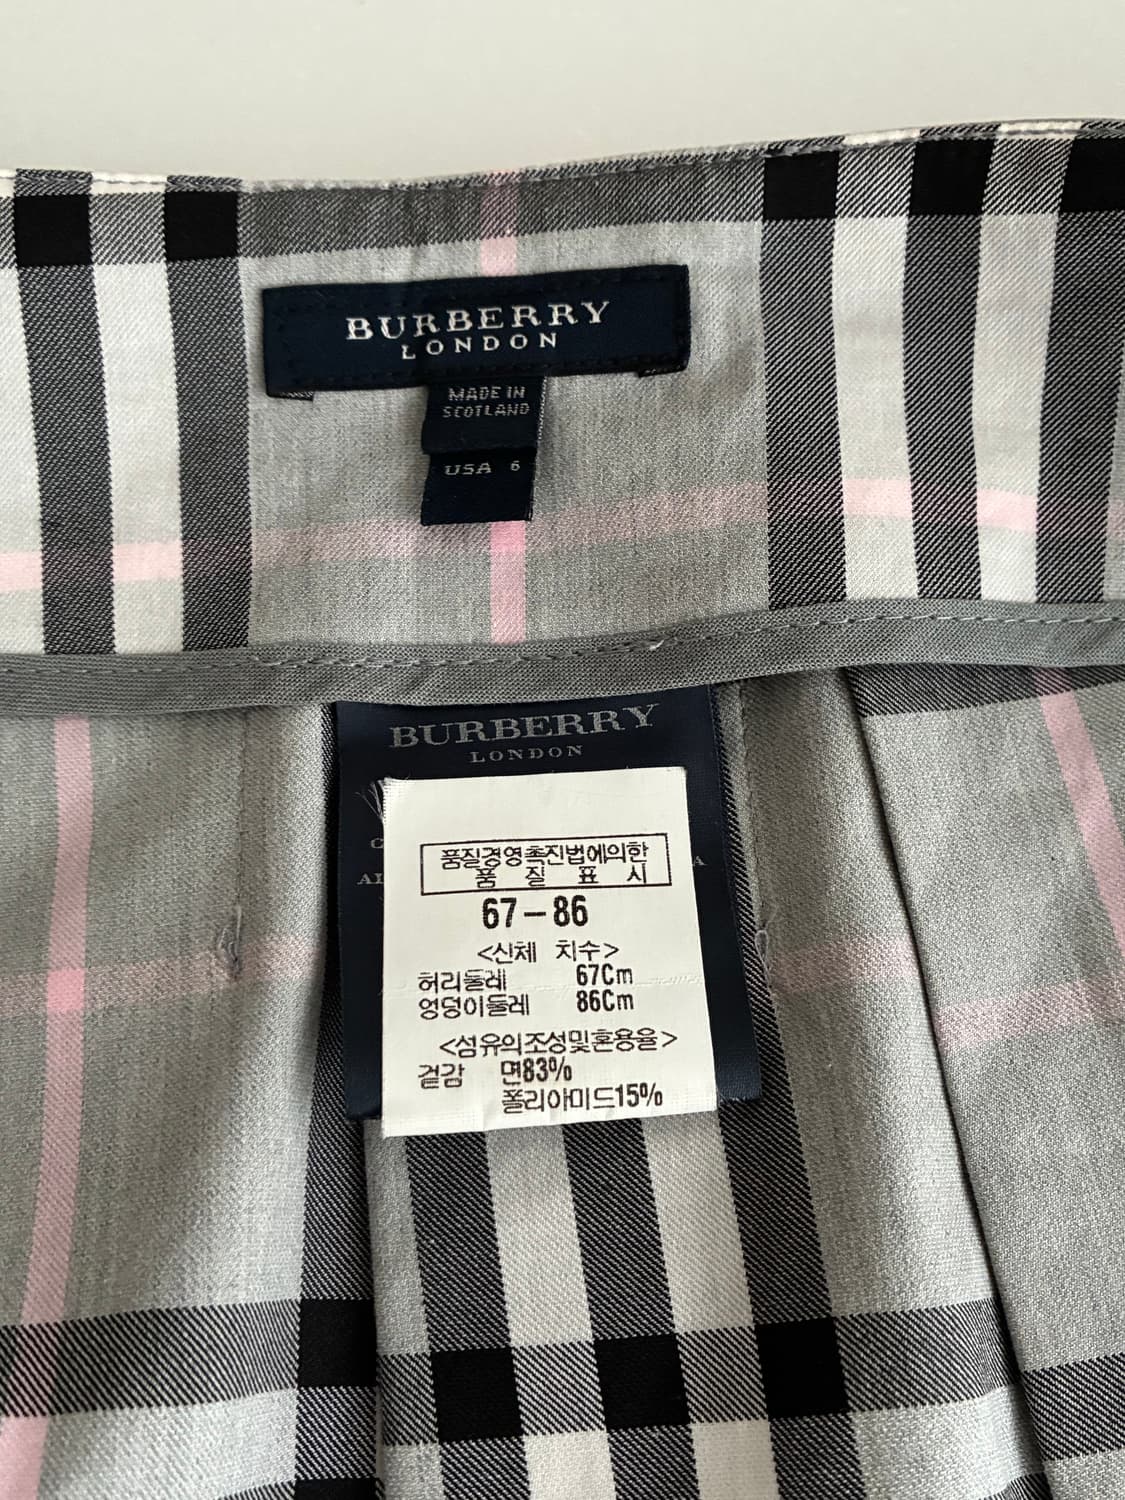 BURBERRY
LONDON
MADE IN
SCOTLAND
USA 6
BURBERRY
LONDON
품질경영촉진법에의한
품 질 표 시
67-86
<신체 치수>
허리둘레 67Cm
엉덩이둘레 86Cm
<섬유의조성및혼용율>
겉감 면83%
폴리아미드15%